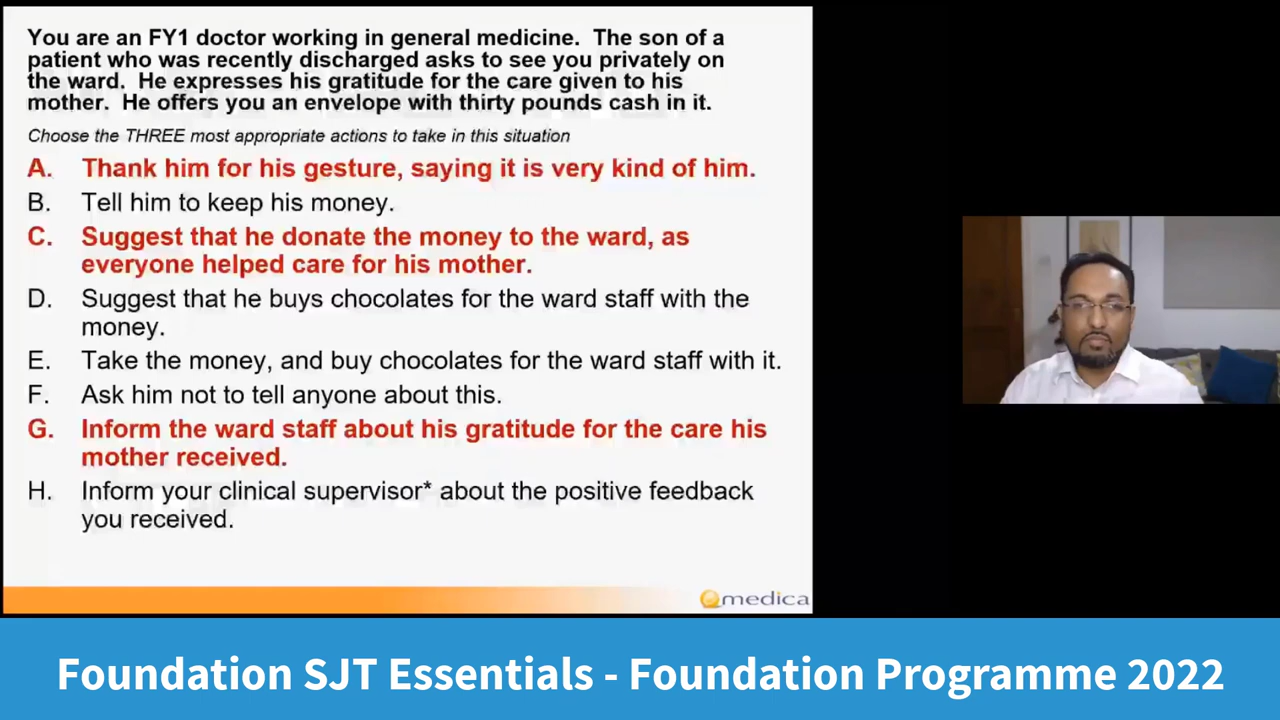 You are an FY1 doctor working in general medicine. The son of a
patient who was recently discharged asks to see you privately on
the ward. He expresses his gratitude for the care given to his
mother. He offers you an envelope with thirty pounds cash in it.
Choose the THREE most appropriate actions to take in this situation
A. Thank him for his gesture, saying it is very kind of him.
B. Tell him to keep his money.
C. Suggest that he donate the money to the ward, as
everyone helped care for his mother.
D. Suggest that he buys chocolates for the ward staff with the
money.
E. Take the money, and buy chocolates for the ward staff with it.
F. Ask him not to tell anyone about this.
G. Inform the ward staff about his gratitude for the care his
mother received.
H. Inform your clinical supervisor* about the positive feedback
you received.
medica
Foundation SJT Essentials - Foundation Programme 2022